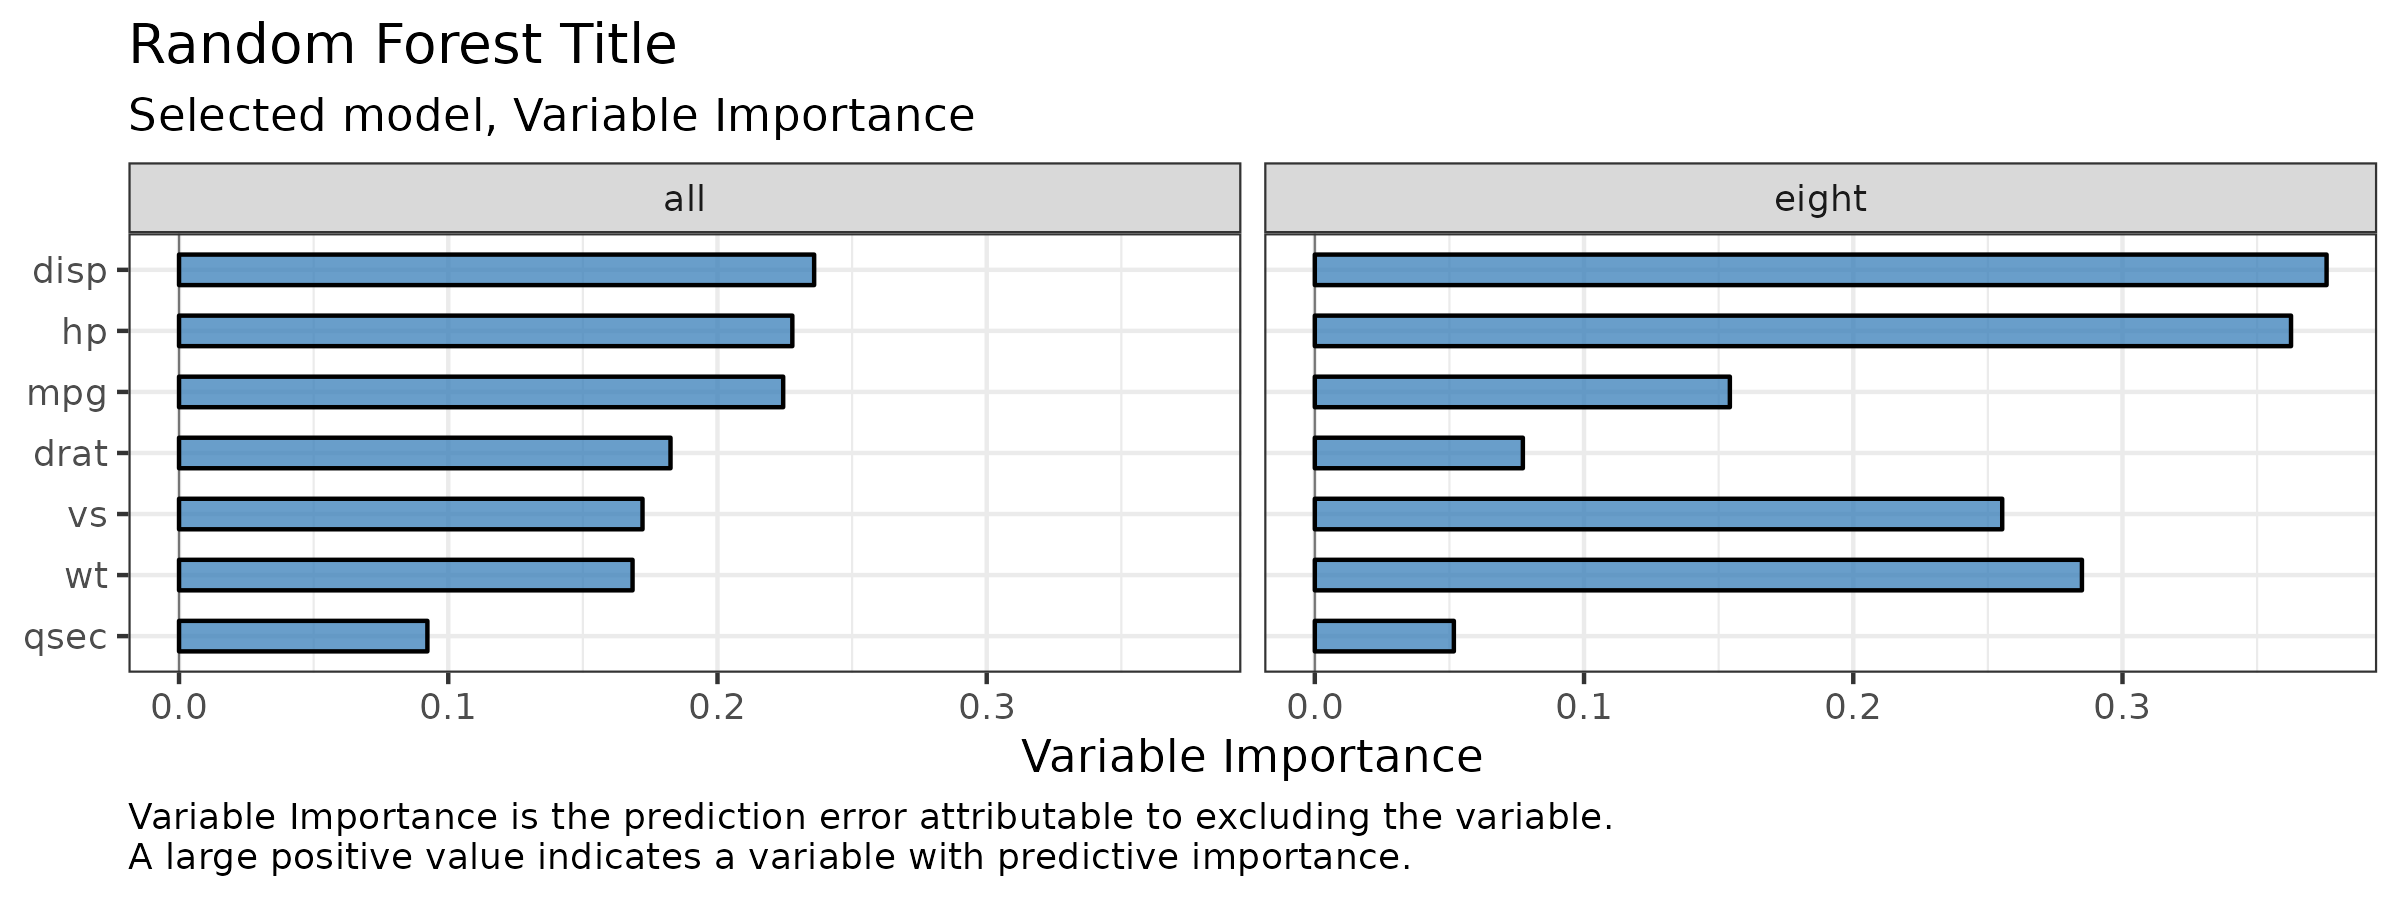 Random Forest Title
Selected model, Variable Importance
all
eight
disp
hp
mpg
drat
vs
wt
qsec
0.0 0.1 0.2 0.3 0.0 0.1 0.2 0.3
Variable Importance
Variable Importance is the prediction error attributable to excluding the variable.
A large positive value indicates a variable with predictive importance.